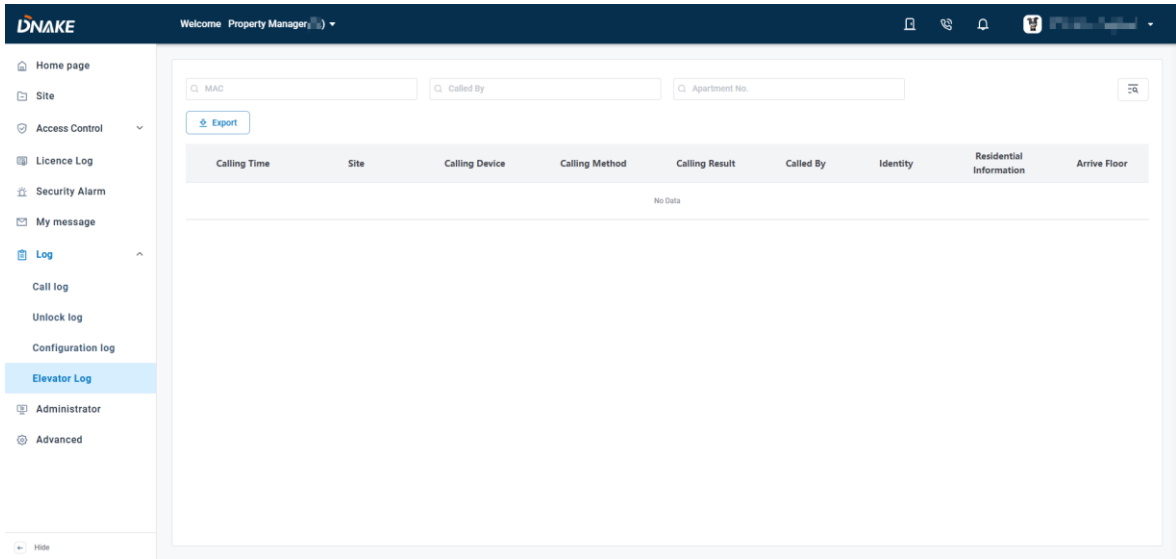 DNAKE
Welcome Property Manager( ) 
Home page
Site
Access Control
Licence Log
Security Alarm
My message
Log
Call log
Unlock log
Configuration log
Elevator Log
Administrator
Advanced
Hide
MAC
Called By
Apartment No.
Export
Calling Time Site Calling Device Calling Method Calling Result Called By Identity Residential Information Arrive Floor
No Data